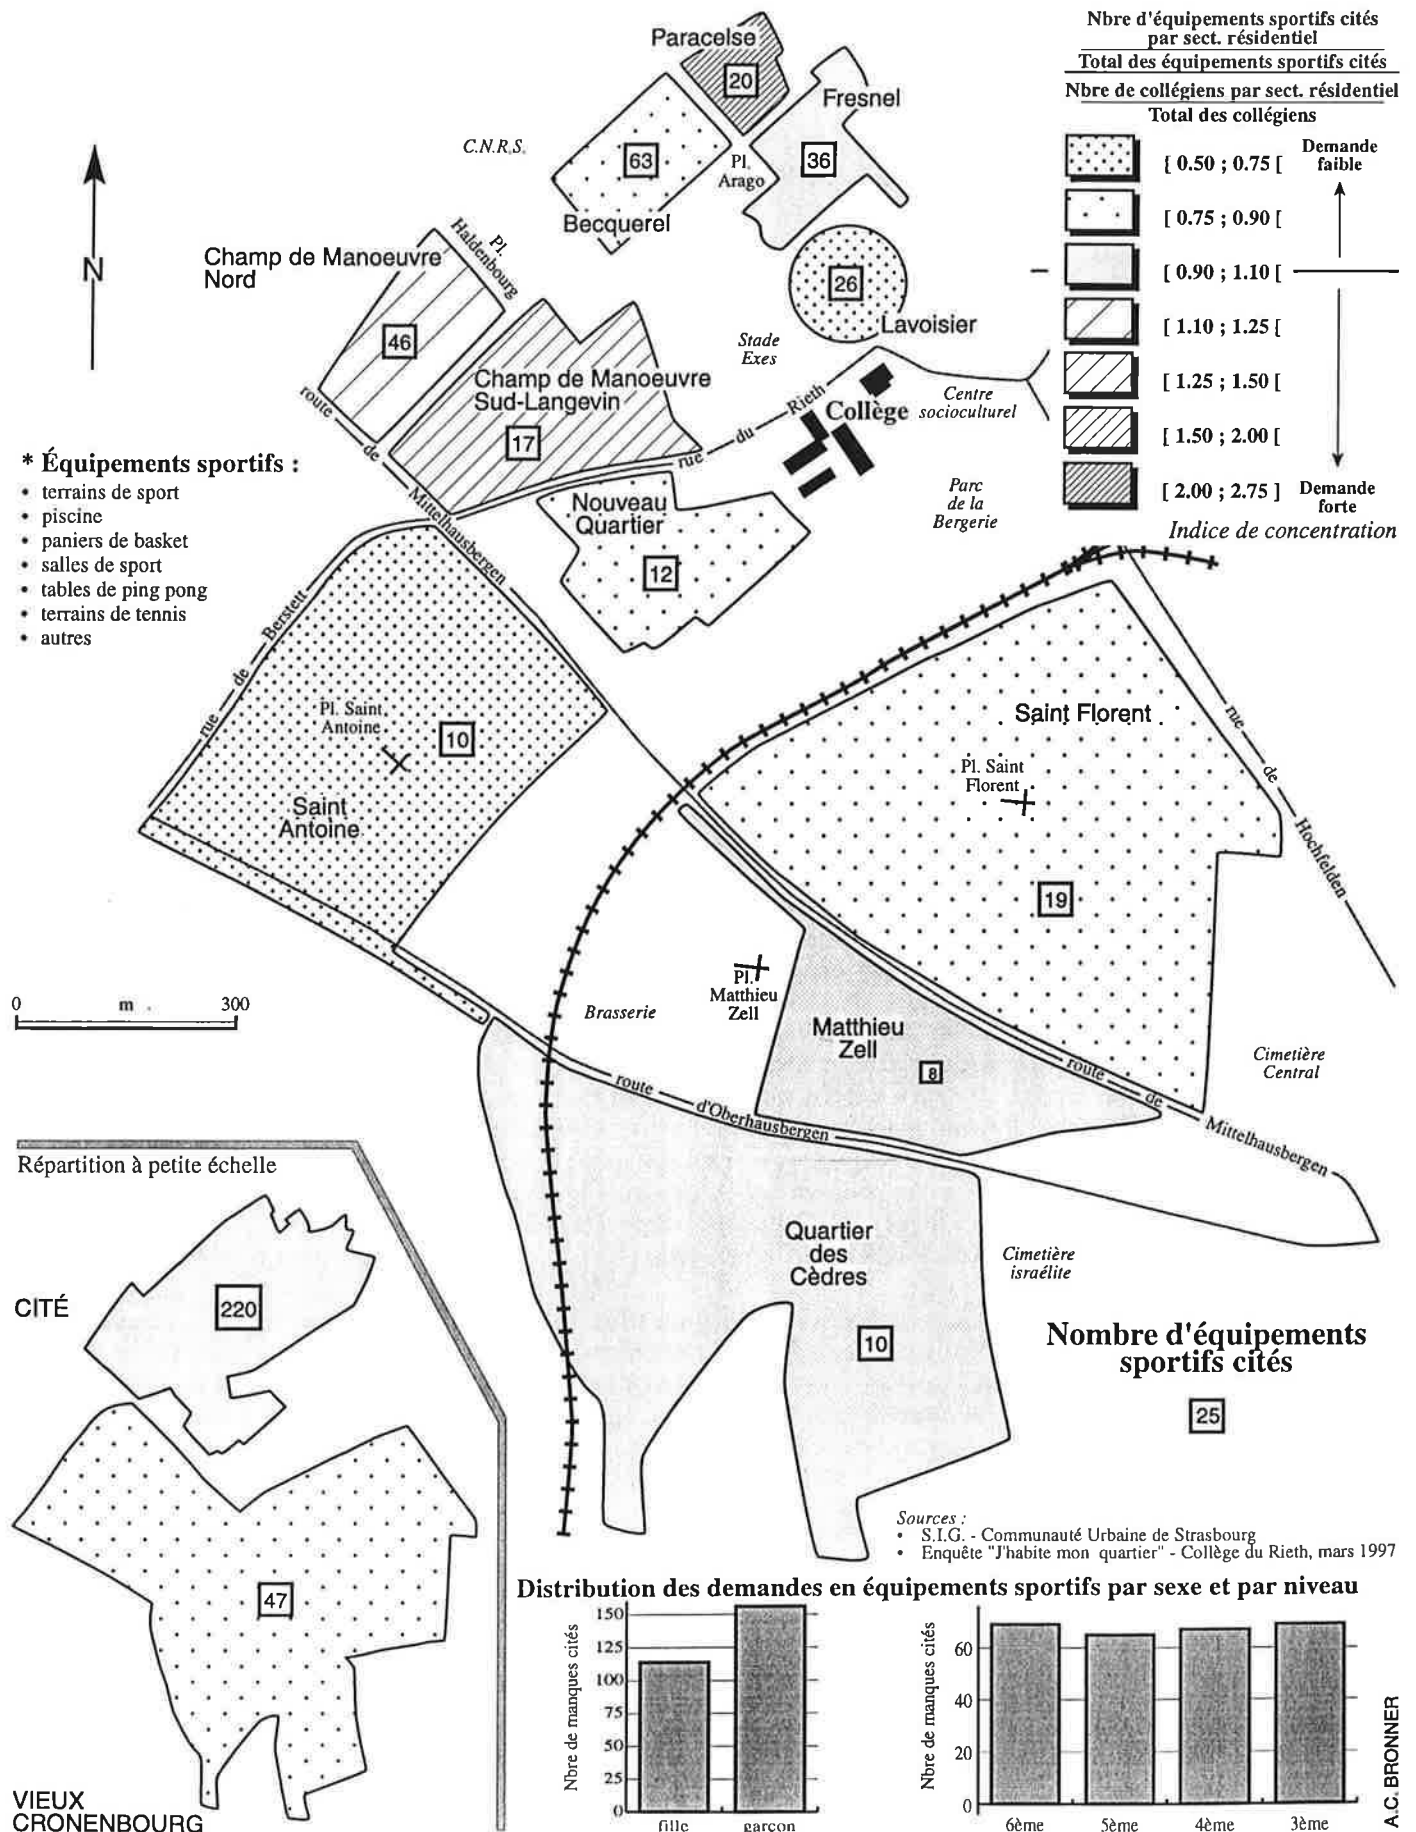 Nbre d'équipements sportifs cités
par sect. résidentiel
Total des équipements sportifs cités
Nbre de collégiens par sect. résidentiel
Total des collégiens
[ 0.50 ; 0.75 [
Demande
faible
[ 0.75 ; 0.90 [
[ 0.90 ; 1.10 [
[ 1.10 ; 1.25 [
[ 1.25 ; 1.50 [
[ 1.50 ; 2.00 [
[ 2.00 ; 2.75 ]
Demande
forte
Indice de concentration
Paracelse
20
Fresnel
36
C.N.R.S.
63
Pl.
Arago
Becquerel
N
Champ de Manoeuvre
Nord
Pl.
Haldenbourg
46
26
Lavoisier
Stade
Exes
Champ de Manoeuvre
Sud-Langevin
17
Collège
Centre
socioculturel
route de Mittelhausbergen
rue du Rieth
* Équipements sportifs :
• terrains de sport
• piscine
• paniers de basket
• salles de sport
• tables de ping pong
• terrains de tennis
• autres
Nouveau
Quartier
12
Parc
de la
Bergerie
rue de Berstett
Pl. Saint
Antoine
10
Saint
Antoine
Saint Florent
Pl. Saint
Florent
19
rue de Hochfelden
0 m 300
Brasserie
Pl.
Matthieu
Zell
Matthieu
Zell
8
Cimetière
Central
route d'Oberhausbergen
route de Mittelhausbergen
Répartition à petite échelle
CITÉ
220
47
VIEUX
CRONENBOURG
Quartier
des
Cèdres
10
Cimetière
israélite
Nombre d'équipements
sportifs cités
25
Sources :
• S.I.G. - Communauté Urbaine de Strasbourg
• Enquête "J'habite mon quartier" - Collège du Rieth, mars 1997
Distribution des demandes en équipements sportifs par sexe et par niveau
Nbre de manques cités
150
125
100
75
50
25
0
fille garçon
Nbre de manques cités
60
40
20
0
6ème 5ème 4ème 3ème
A.C. BRONNER